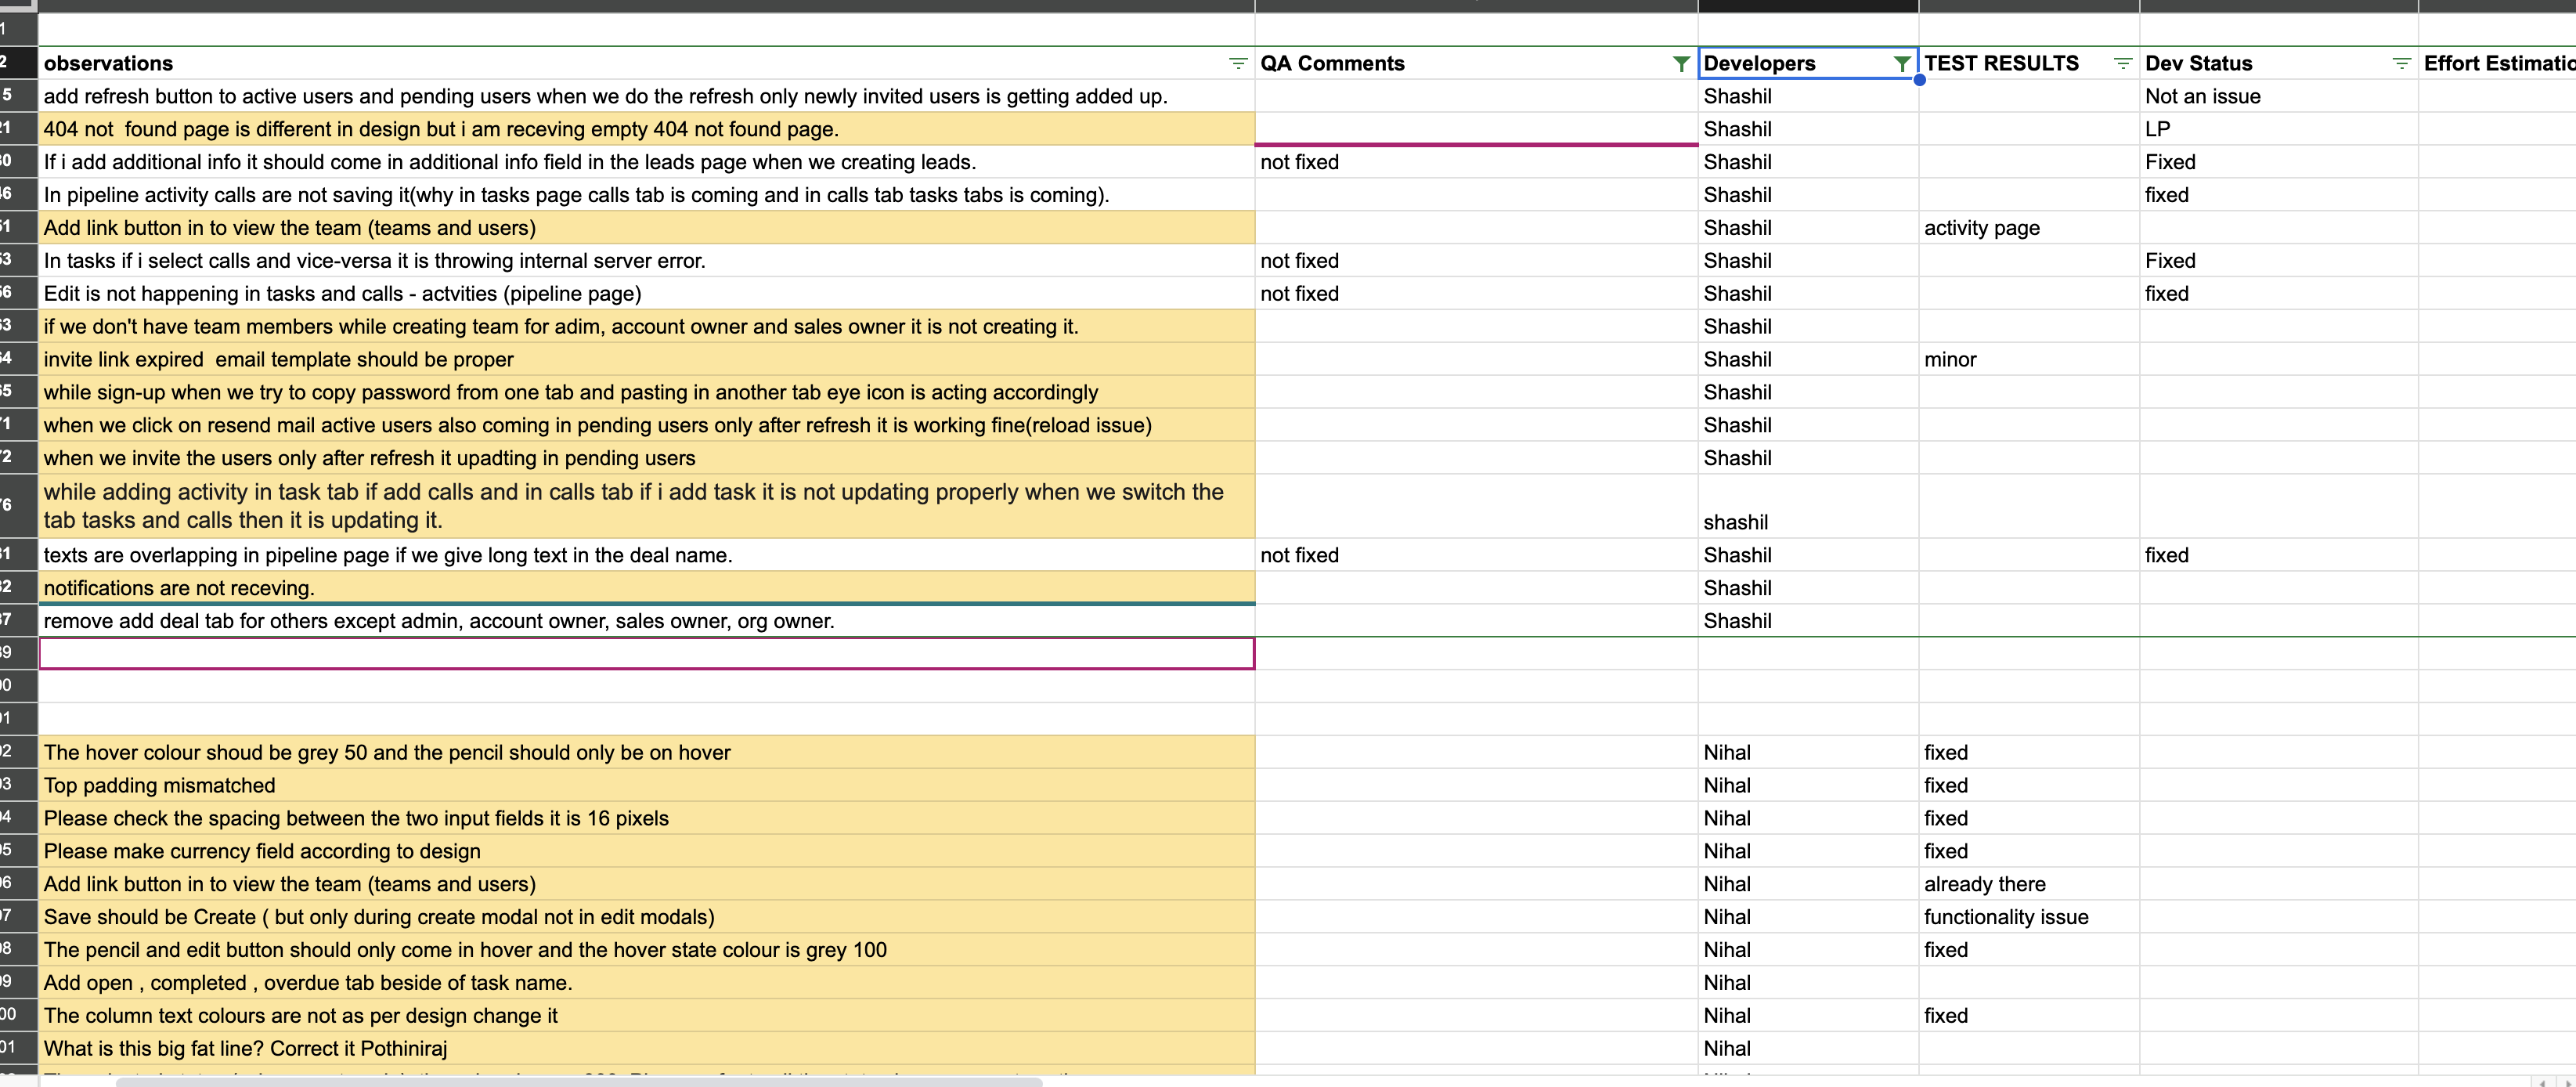 1
2 observations QA Comments Developers TEST RESULTS Dev Status Effort Estimatio
5 add refresh button to active users and pending users when we do the refresh only newly invited users is getting added up. Shashil Not an issue
21 404 not  found page is different in design but i am receving empty 404 not found page. Shashil LP
30 If i add additional info it should come in additional info field in the leads page when we creating leads. not fixed Shashil Fixed
46 In pipeline activity calls are not saving it(why in tasks page calls tab is coming and in calls tab tasks tabs is coming). Shashil fixed
51 Add link button in to view the team (teams and users) Shashil activity page
53 In tasks if i select calls and vice-versa it is throwing internal server error. not fixed Shashil Fixed
56 Edit is not happening in tasks and calls - actvities (pipeline page) not fixed Shashil fixed
63 if we don't have team members while creating team for adim, account owner and sales owner it is not creating it. Shashil
64 invite link expired  email template should be proper Shashil minor
65 while sign-up when we try to copy password from one tab and pasting in another tab eye icon is acting accordingly Shashil
71 when we click on resend mail active users also coming in pending users only after refresh it is working fine(reload issue) Shashil
72 when we invite the users only after refresh it upadting in pending users Shashil
while adding activity in task tab if add calls and in calls tab if i add task it is not updating properly when we switch the
76 tab tasks and calls then it is updating it. shashil
81 texts are overlapping in pipeline page if we give long text in the deal name. not fixed Shashil fixed
82 notifications are not receving. Shashil
87 remove add deal tab for others except admin, account owner, sales owner, org owner. Shashil
89
90
91
92 The hover colour shoud be grey 50 and the pencil should only be on hover Nihal fixed
93 Top padding mismatched Nihal fixed
94 Please check the spacing between the two input fields it is 16 pixels Nihal fixed
95 Please make currency field according to design Nihal fixed
96 Add link button in to view the team (teams and users) Nihal already there
97 Save should be Create ( but only during create modal not in edit modals) Nihal functionality issue
98 The pencil and edit button should only come in hover and the hover state colour is grey 100 Nihal fixed
99 Add open , completed , overdue tab beside of task name. Nihal
00 The column text colours are not as per design change it Nihal fixed
01 What is this big fat line? Correct it Pothiniraj Nihal